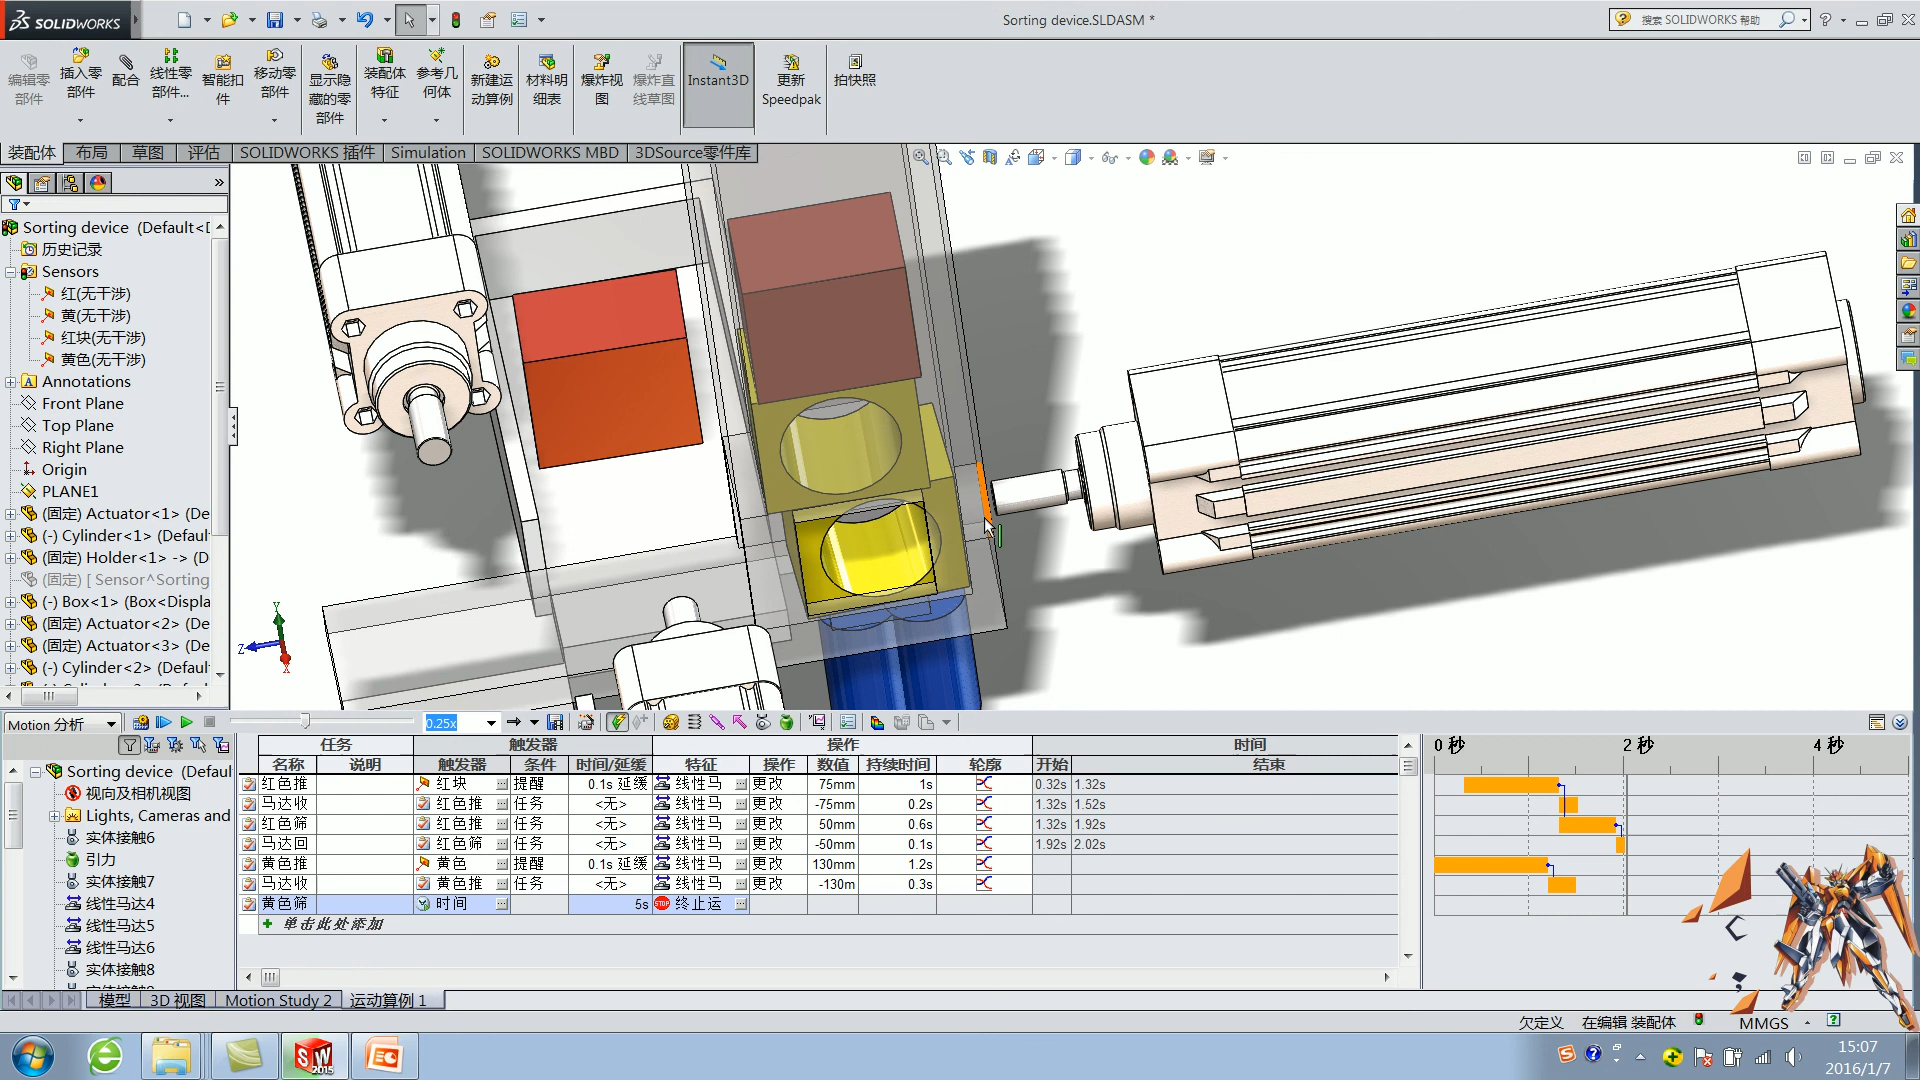 SOLIDWORKS
Sorting device.SLDASM *
搜索 SOLIDWORKS 帮助
编辑零部件
插入零部件
配合
线性零部件...
智能扣件
移动零部件
显示隐藏的零部件
装配体特征
参考几何体
新建运动算例
材料明细表
爆炸视图
爆炸直线草图
Instant3D
更新 Speedpak
拍快照
装配体 布局 草图 评估 SOLIDWORKS 插件 Simulation SOLIDWORKS MBD 3DSource零件库
Sorting device (Default<D
历史记录
Sensors
红(无干涉)
黄(无干涉)
红块(无干涉)
黄色(无干涉)
Annotations
Front Plane
Top Plane
Right Plane
Origin
PLANE1
(固定) Actuator<1> (De
(-) Cylinder<1> (Default
(固定) Holder<1> -> (D
(固定) [ Sensor^Sorting
(-) Box<1> (Box<Displa
(固定) Actuator<2> (De
(固定) Actuator<3> (De
(-) Cylinder<2> (Default
Y
Z
X
Motion 分析
0.25x
Sorting device (Defaul
视向及相机视图
Lights, Cameras and
实体接触6
引力
实体接触7
线性马达4
线性马达5
线性马达6
实体接触8
任务 触发器 操作 时间
名称 说明 触发器 条件 时间/延缓 特征 操作 数值 持续时间 轮廓 开始 结束
红色推 红块 提醒 0.1s 延缓 线性马 更改 75mm 1s 0.32s 1.32s
马达收 红色推 任务 <无> 线性马 更改 -75mm 0.2s 1.32s 1.52s
红色筛 红色推 任务 <无> 线性马 更改 50mm 0.6s 1.32s 1.92s
马达回 红色筛 任务 <无> 线性马 更改 -50mm 0.1s 1.92s 2.02s
黄色推 黄色 提醒 0.1s 延缓 线性马 更改 130mm 1.2s
马达收 黄色推 任务 <无> 线性马 更改 -130m 0.3s
黄色筛 时间 5s STOP 终止运
单击此处添加
0 秒 2 秒 4 秒
模型 3D 视图 Motion Study 2 运动算例 1
欠定义 在编辑 装配体 MMGS
SW 2015
15:07
2016/1/7